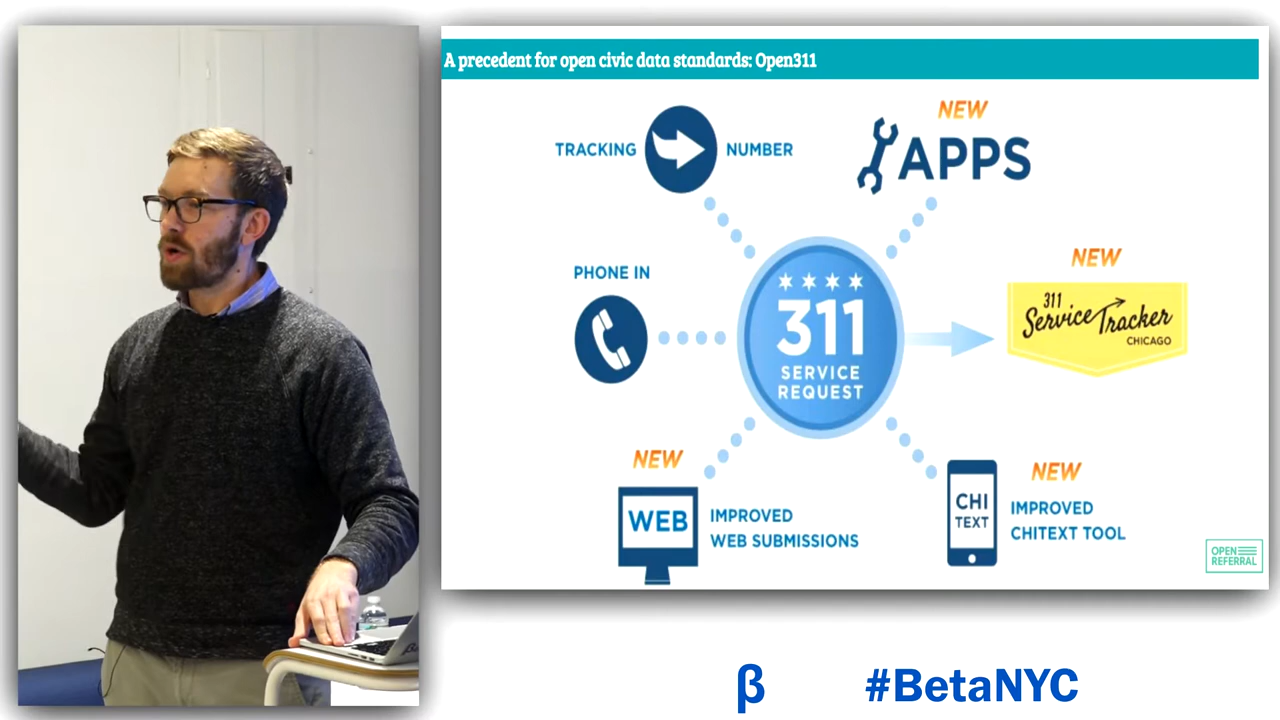 A precedent for open civic data standards: Open311
TRACKING
NUMBER
NEW
APPS
PHONE IN
311
SERVICE
REQUEST
NEW
311
Service Tracker
CHICAGO
NEW
WEB
IMPROVED
WEB SUBMISSIONS
CHI
TEXT
NEW
IMPROVED
CHITEXT TOOL
OPEN
REFERRAL
β
#BetaNYC